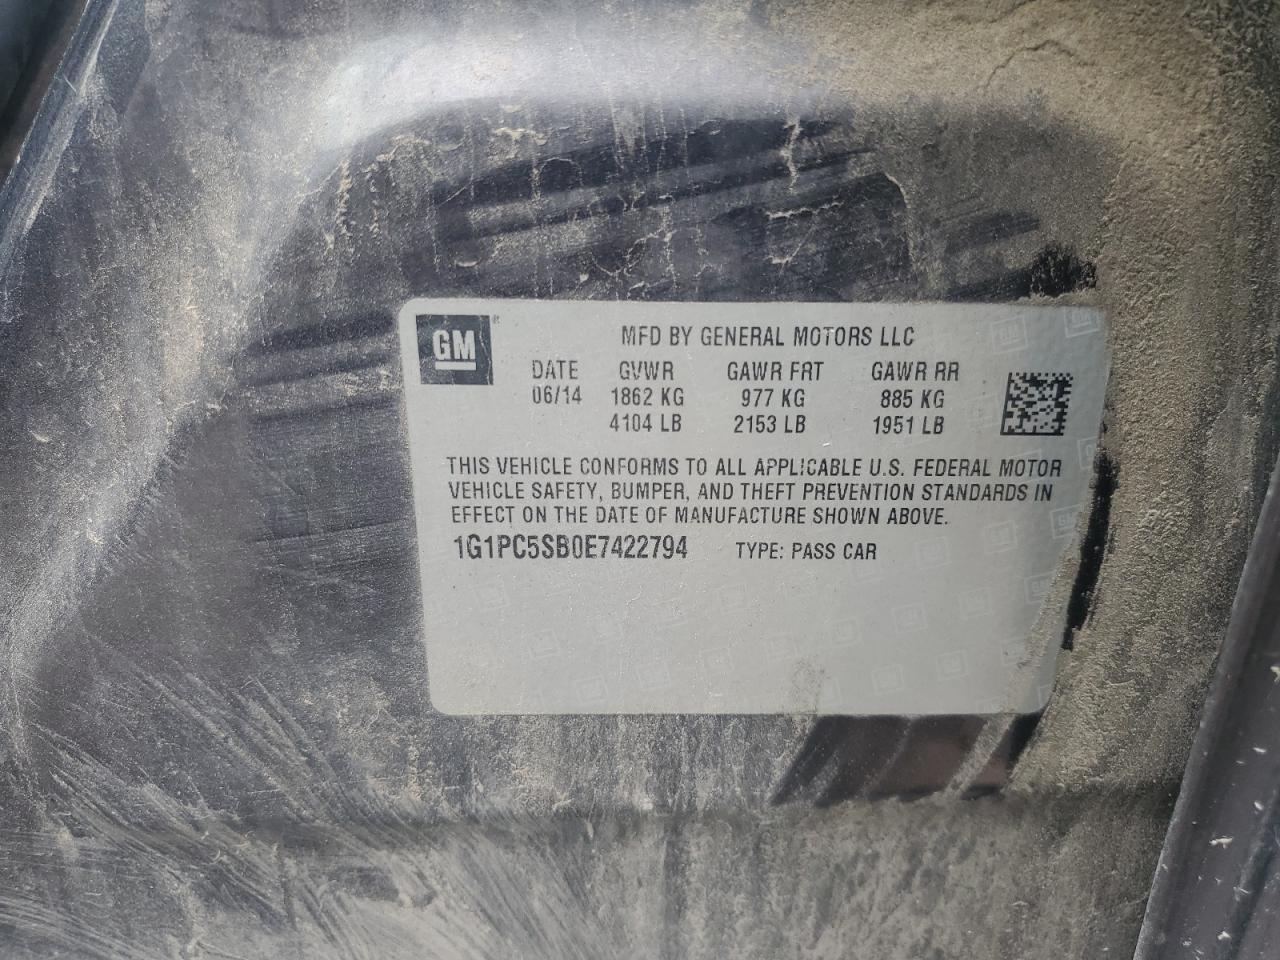 GM
MFD BY GENERAL MOTORS LLC
DATE GVWR GAWR FRT GAWR RR
06/14 1862 KG 977 KG 885 KG
4104 LB 2153 LB 1951 LB
THIS VEHICLE CONFORMS TO ALL APPLICABLE U.S. FEDERAL MOTOR
VEHICLE SAFETY, BUMPER, AND THEFT PREVENTION STANDARDS IN
EFFECT ON THE DATE OF MANUFACTURE SHOWN ABOVE.
1G1PC5SB0E7422794 TYPE: PASS CAR